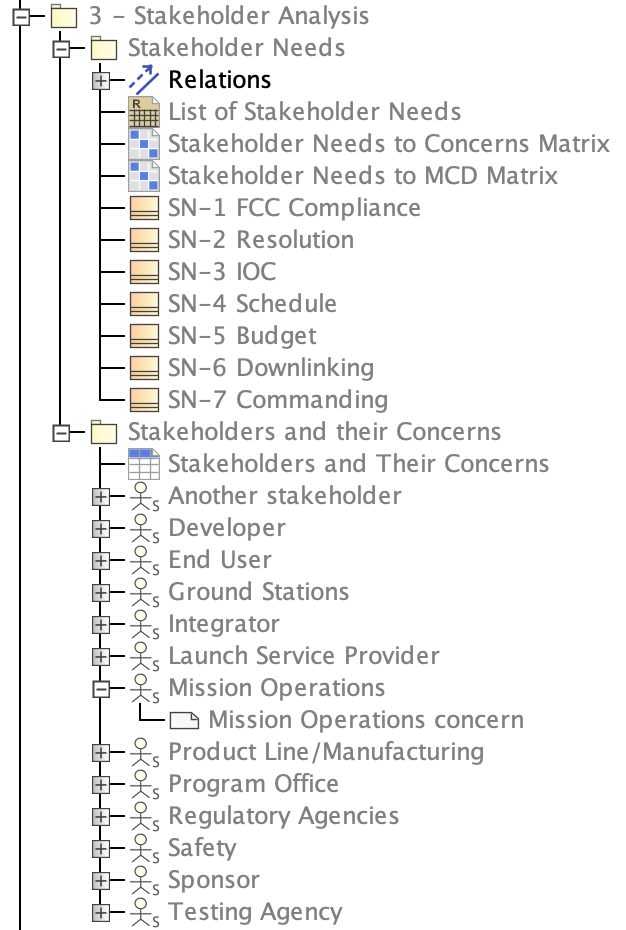 3 - Stakeholder Analysis
Stakeholder Needs
Relations
R
List of Stakeholder Needs
Stakeholder Needs to Concerns Matrix
Stakeholder Needs to MCD Matrix
SN-1 FCC Compliance
SN-2 Resolution
SN-3 IOC
SN-4 Schedule
SN-5 Budget
SN-6 Downlinking
SN-7 Commanding
Stakeholders and their Concerns
Stakeholders and Their Concerns
S Another stakeholder
S Developer
S End User
S Ground Stations
S Integrator
S Launch Service Provider
S Mission Operations
Mission Operations concern
S Product Line/Manufacturing
S Program Office
S Regulatory Agencies
S Safety
S Sponsor
S Testing Agency